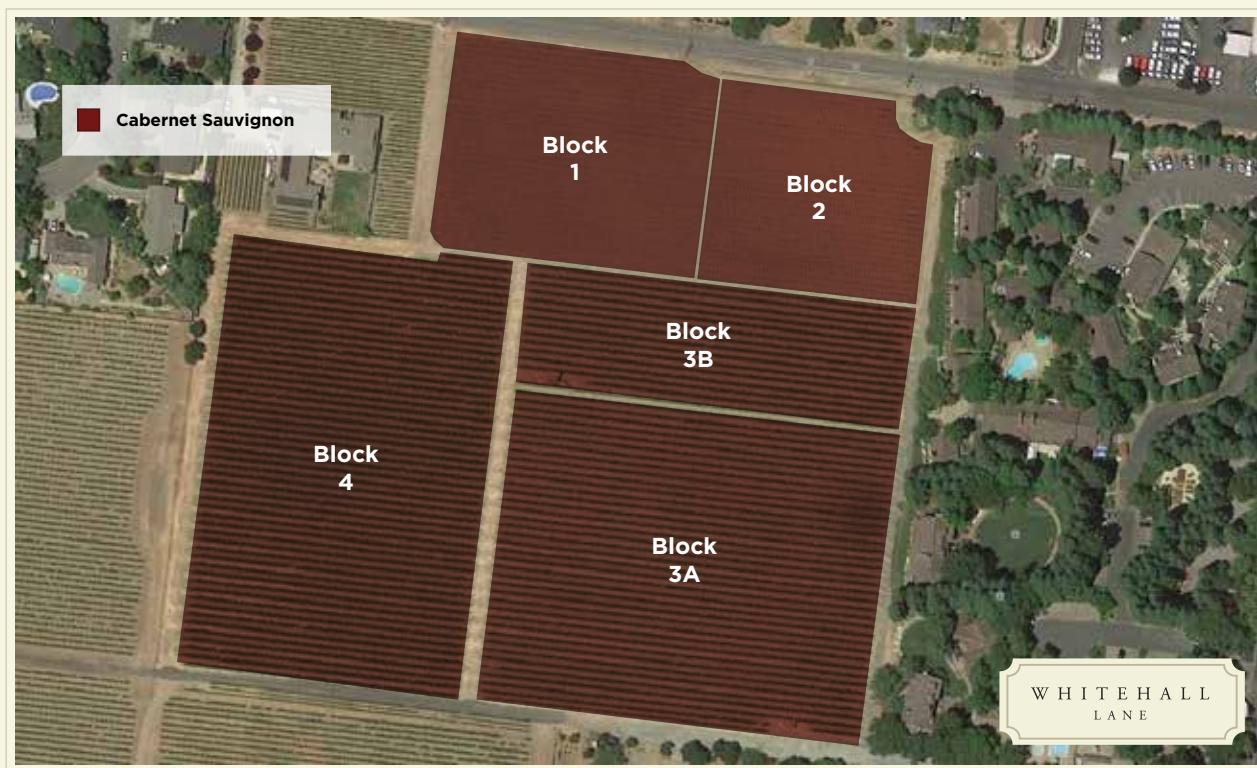 Cabernet Sauvignon
Block
1
Block
2
Block
3B
Block
4
Block
3A
WHITEHALL
LANE